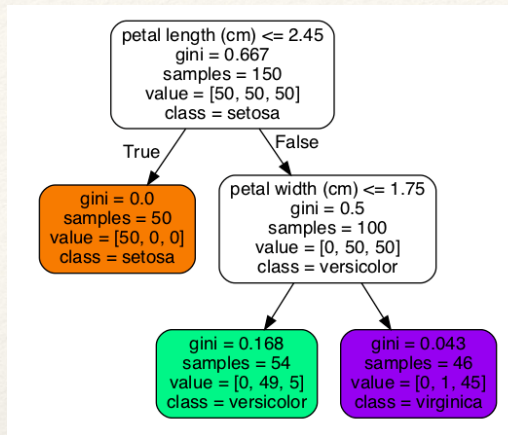 petal length (cm) <= 2.45
gini = 0.667
samples = 150
value = [50, 50, 50]
class = setosa
True
False
gini = 0.0
samples = 50
value = [50, 0, 0]
class = setosa
petal width (cm) <= 1.75
gini = 0.5
samples = 100
value = [0, 50, 50]
class = versicolor
gini = 0.168
samples = 54
value = [0, 49, 5]
class = versicolor
gini = 0.043
samples = 46
value = [0, 1, 45]
class = virginica